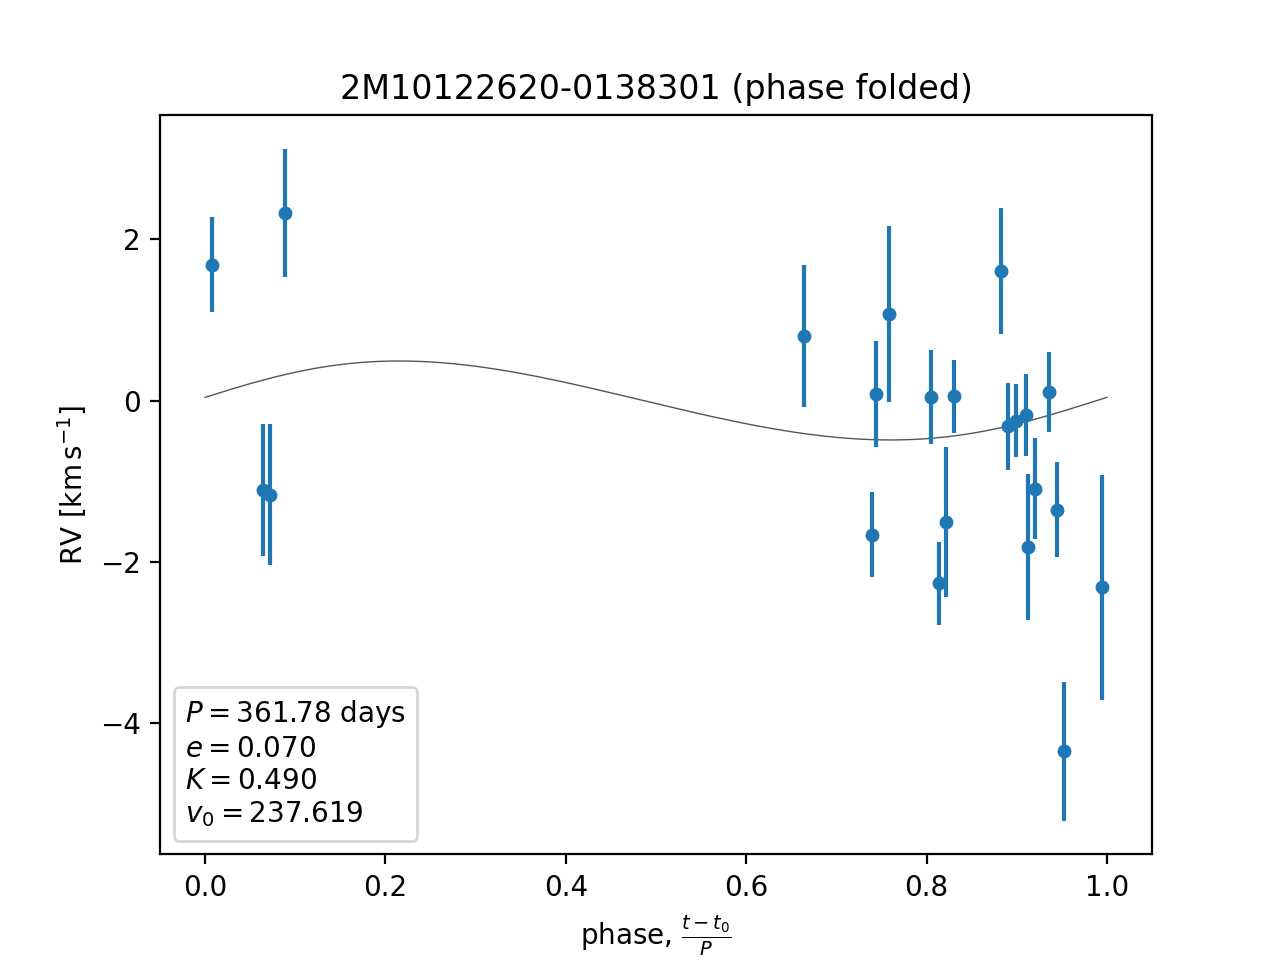 2M10122620-0138301 (phase folded)
RV [km s⁻¹]
2
0
−2
−4
P = 361.78 days
e = 0.070
K = 0.490
v₀ = 237.619
0.0 0.2 0.4 0.6 0.8 1.0
phase, (t − t₀)/P